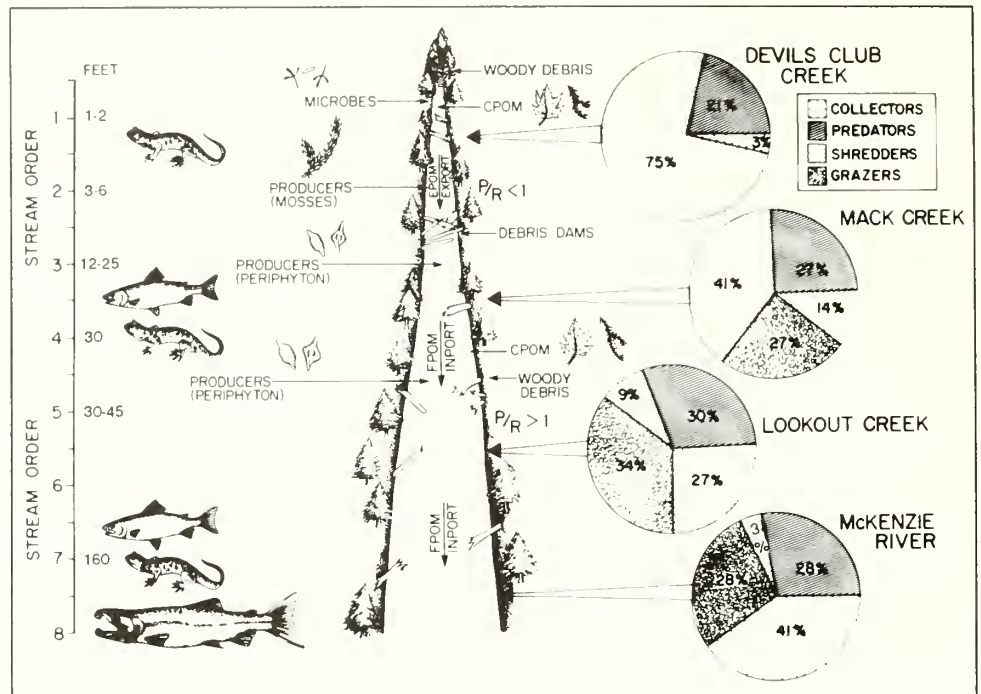 FEET
STREAM ORDER
1
2
3
4
5
6
7
8
STREAM ORDER
1-2
3-6
12-25
30
30-45
160
WOODY DEBRIS
MICROBES
CPOM
PRODUCERS
(MOSSES)
FPOM
EXPORT
P/R < 1
DEBRIS DAMS
PRODUCERS
(PERIPHYTON)
FPOM
INPORT
CPOM
PRODUCERS
(PERIPHYTON)
WOODY
DEBRIS
P/R > 1
FPOM
INPORT
DEVILS CLUB
CREEK
21%
3%
75%
COLLECTORS
PREDATORS
SHREDDERS
GRAZERS
MACK CREEK
27%
41%
14%
27%
LOOKOUT CREEK
9%
30%
34%
27%
McKENZIE
RIVER
3
%
28%
28%
41%